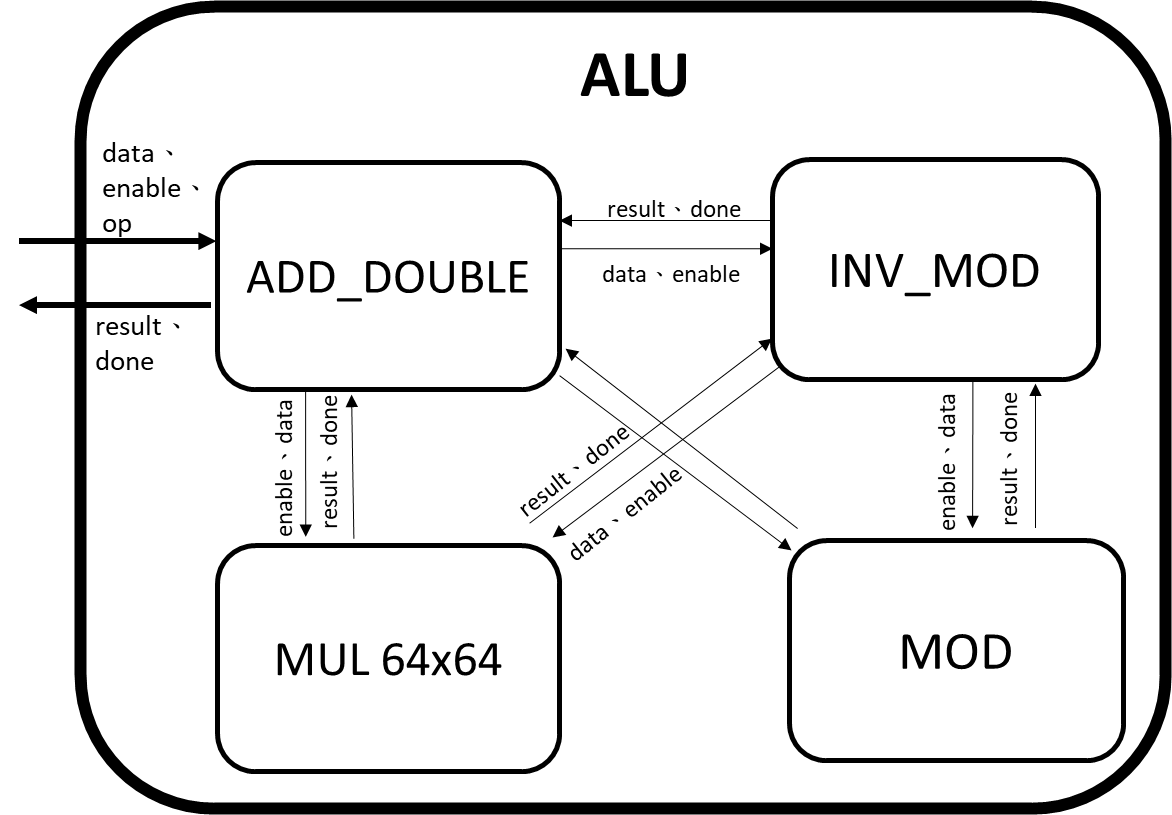 ALU
data、
enable、
op
result、
done
ADD_DOUBLE
result、done
data、enable
INV_MOD
enable、data
result、done
result、done
data、enable
enable、data
result、done
MUL 64x64
MOD